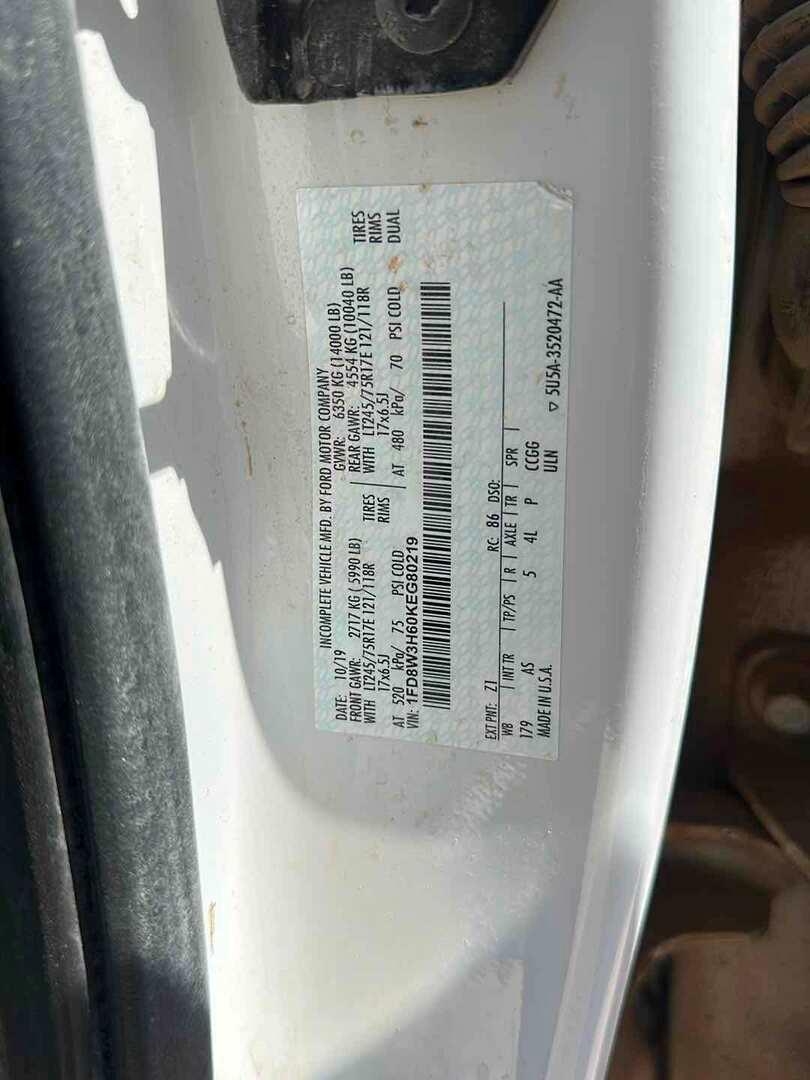 INCOMPLETE VEHICLE MFD. BY FORD MOTOR COMPANY
DATE: 10/19 GVWR: 6350 KG (14000 LB)
FRONT GAWR: 2717 KG ( 5990 LB) REAR GAWR: 4554 KG (10040 LB)
WITH LT245/75R17E 121/118R TIRES WITH LT245/75R17E 121/118R TIRES
17x6.5J RIMS 17x6.5J RIMS
AT 520 kPa/ 75 PSI COLD AT 480 kPa/ 70 PSI COLD DUAL
VIN: 1FD8W3H60KEG80219
EXT PNT: Z1 RC: 86 DSO:
WB INT TR TP/PS R AXLE TR SPR
179 AS 5 4L P CCGG
MADE IN U.S.A. ULN
▽ 5U5A-3520472-AA